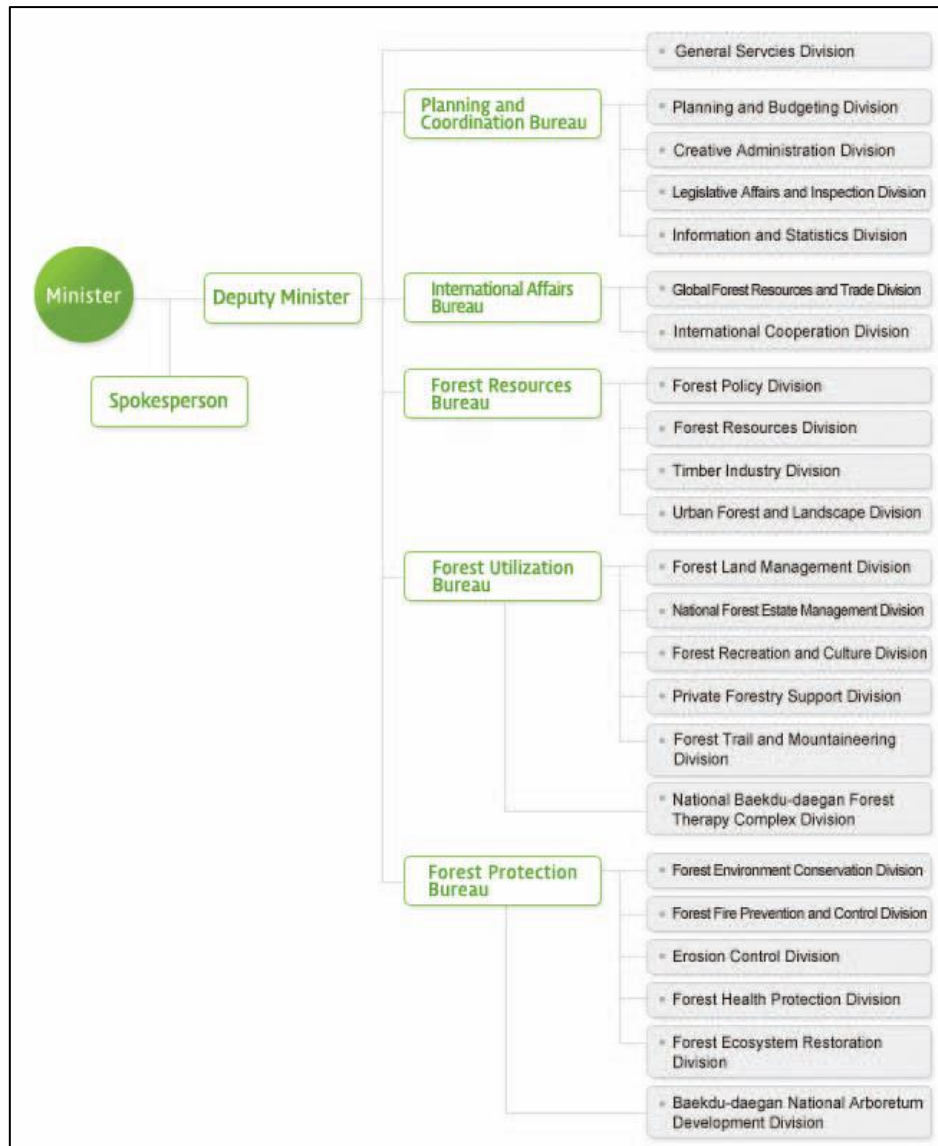 Minister
Spokesperson
Deputy Minister
General Servcies Division
Planning and
Coordination Bureau
Planning and Budgeting Division
Creative Administration Division
Legislative Affairs and Inspection Division
Information and Statistics Division
International Affairs
Bureau
Global Forest Resources and Trade Division
International Cooperation Division
Forest Resources
Bureau
Forest Policy Division
Forest Resources Division
Timber Industry Division
Urban Forest and Landscape Division
Forest Utilization
Bureau
Forest Land Management Division
National Forest Estate Management Division
Forest Recreation and Culture Division
Private Forestry Support Division
Forest Trail and Mountaineering
Division
National Baekdu-daegan Forest
Therapy Complex Division
Forest Protection
Bureau
Forest Environment Conservation Division
Forest Fire Prevention and Control Division
Erosion Control Division
Forest Health Protection Division
Forest Ecosystem Restoration
Division
Baekdu-daegan National Arboretum
Development Division